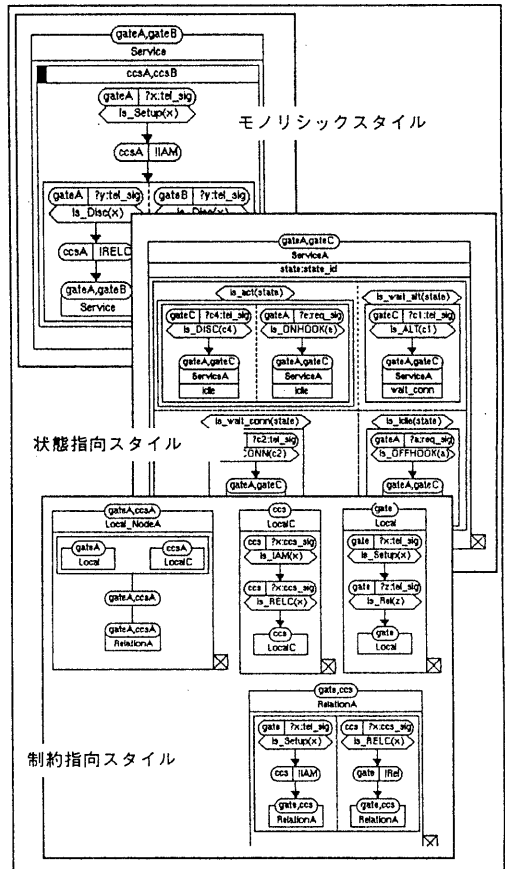 gateA,gateB
Service
ccsA,ccsB
gateA ?x:tel_sig
Is_Setup(x)
モノリシックスタイル
ccsA !IAM
gateA ?y:tel_sig gateB ?y:tel_sig
Is_Disc(x) Is_Disc(x)
ccsA !RELC
gateA,gateB
Service
gateA,gateC
ServiceA
state:state_id
Is_act(state) Is_wait_alt(state)
gateC ?c4:tel_sig gateA ?e:req_sig gateC ?c1:tel_sig
Is_DISC(c4) Is_ONHOOK(e) Is_ALT(c1)
gateA,gateC gateA,gateC gateA,gateC
ServiceA ServiceA ServiceA
Idle Idle wait_conn
Is_wait_conn(state) Is_Idle(state)
状態指向スタイル
?c2:tel_sig gateA ?a:req_sig
ONN(c2) Is_OFFHOOK(a)
gateA,gateC gateA,gateC
gateA,ccsA
Local_NodeA
gateA ccsA
Local LocalC
gateA,ccsA
gateA,ccsA
RelationA
ccs
LocalC
ccs ?x:ccs_sig
Is_IAM(x)
ccs ?x:ccs_sig
Is_RELC(x)
ccs
LocalC
gate
Local
gate ?x:tel_sig
Is_Setup(x)
gate ?z:tel_sig
Is_Rel(z)
gate
Local
gate,ccs
RelationA
gate ?x:tel_sig ccs ?x:ccs_sig
Is_Setup(x) Is_RELC(x)
制約指向スタイル
ccs !IAM gate !Rel
gate,ccs gate,ccs
RelationA RelationA